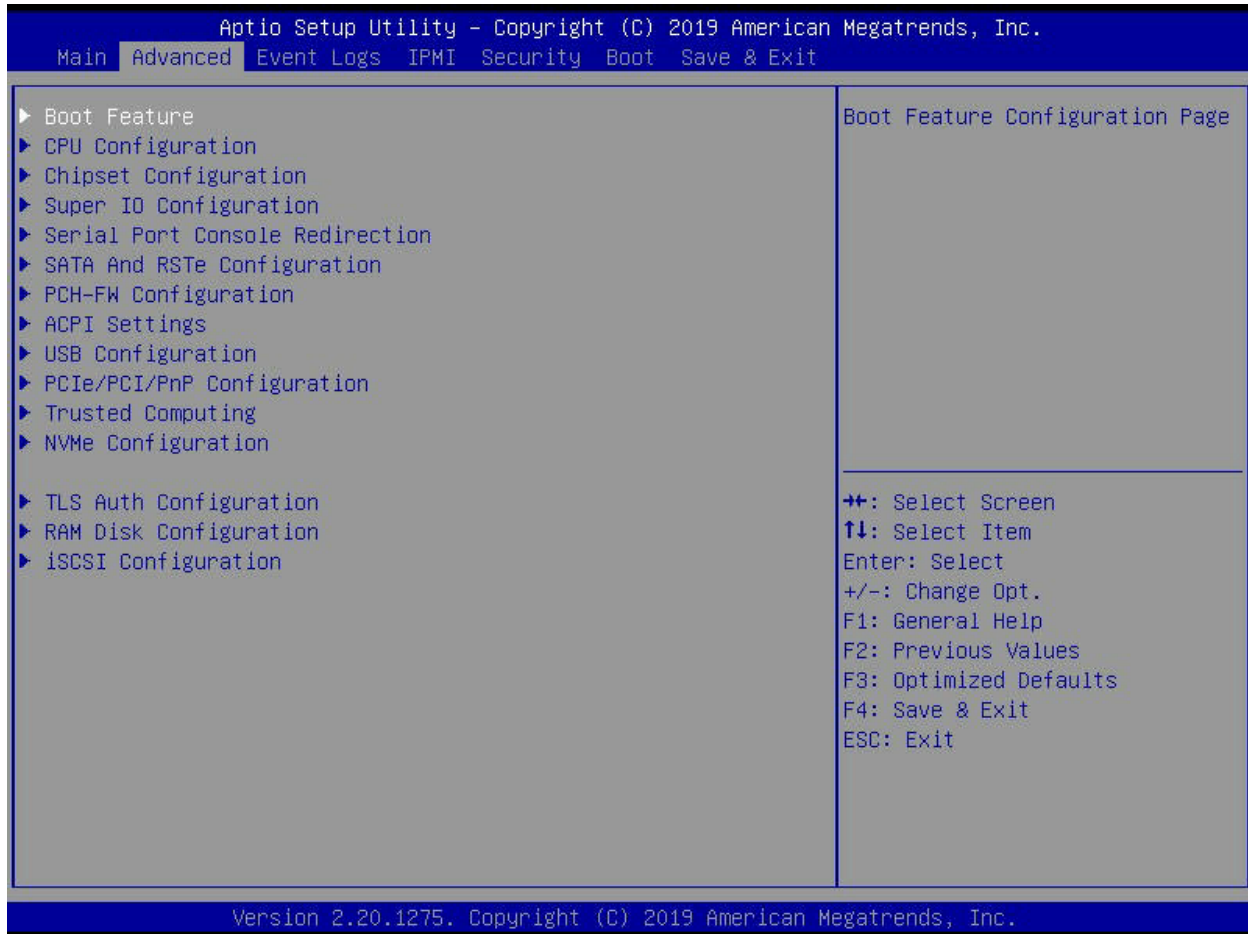 Aptio Setup Utility – Copyright (C) 2019 American Megatrends, Inc.
Main Advanced Event Logs IPMI Security Boot Save & Exit
Boot Feature
CPU Configuration
Chipset Configuration
Super IO Configuration
Serial Port Console Redirection
SATA And RSTe Configuration
PCH-FW Configuration
ACPI Settings
USB Configuration
PCIe/PCI/PnP Configuration
Trusted Computing
NVMe Configuration
TLS Auth Configuration
RAM Disk Configuration
iSCSI Configuration
Boot Feature Configuration Page
→←: Select Screen
↑↓: Select Item
Enter: Select
+/-: Change Opt.
F1: General Help
F2: Previous Values
F3: Optimized Defaults
F4: Save & Exit
ESC: Exit
Version 2.20.1275. Copyright (C) 2019 American Megatrends, Inc.